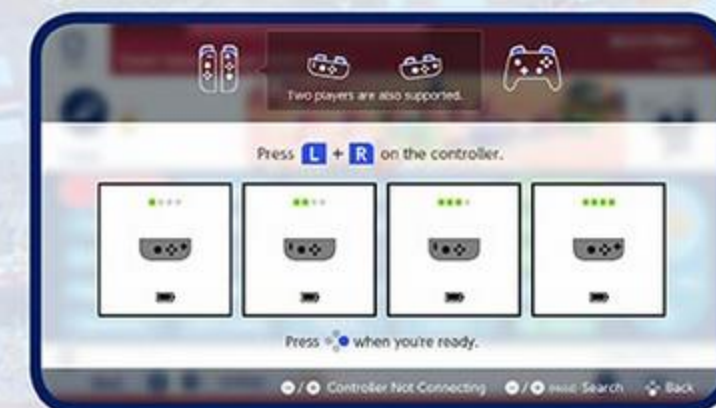 Two players are also supported.
Press L + R on the controller.
Press when you're ready.
/ Controller Not Connecting / Search Back